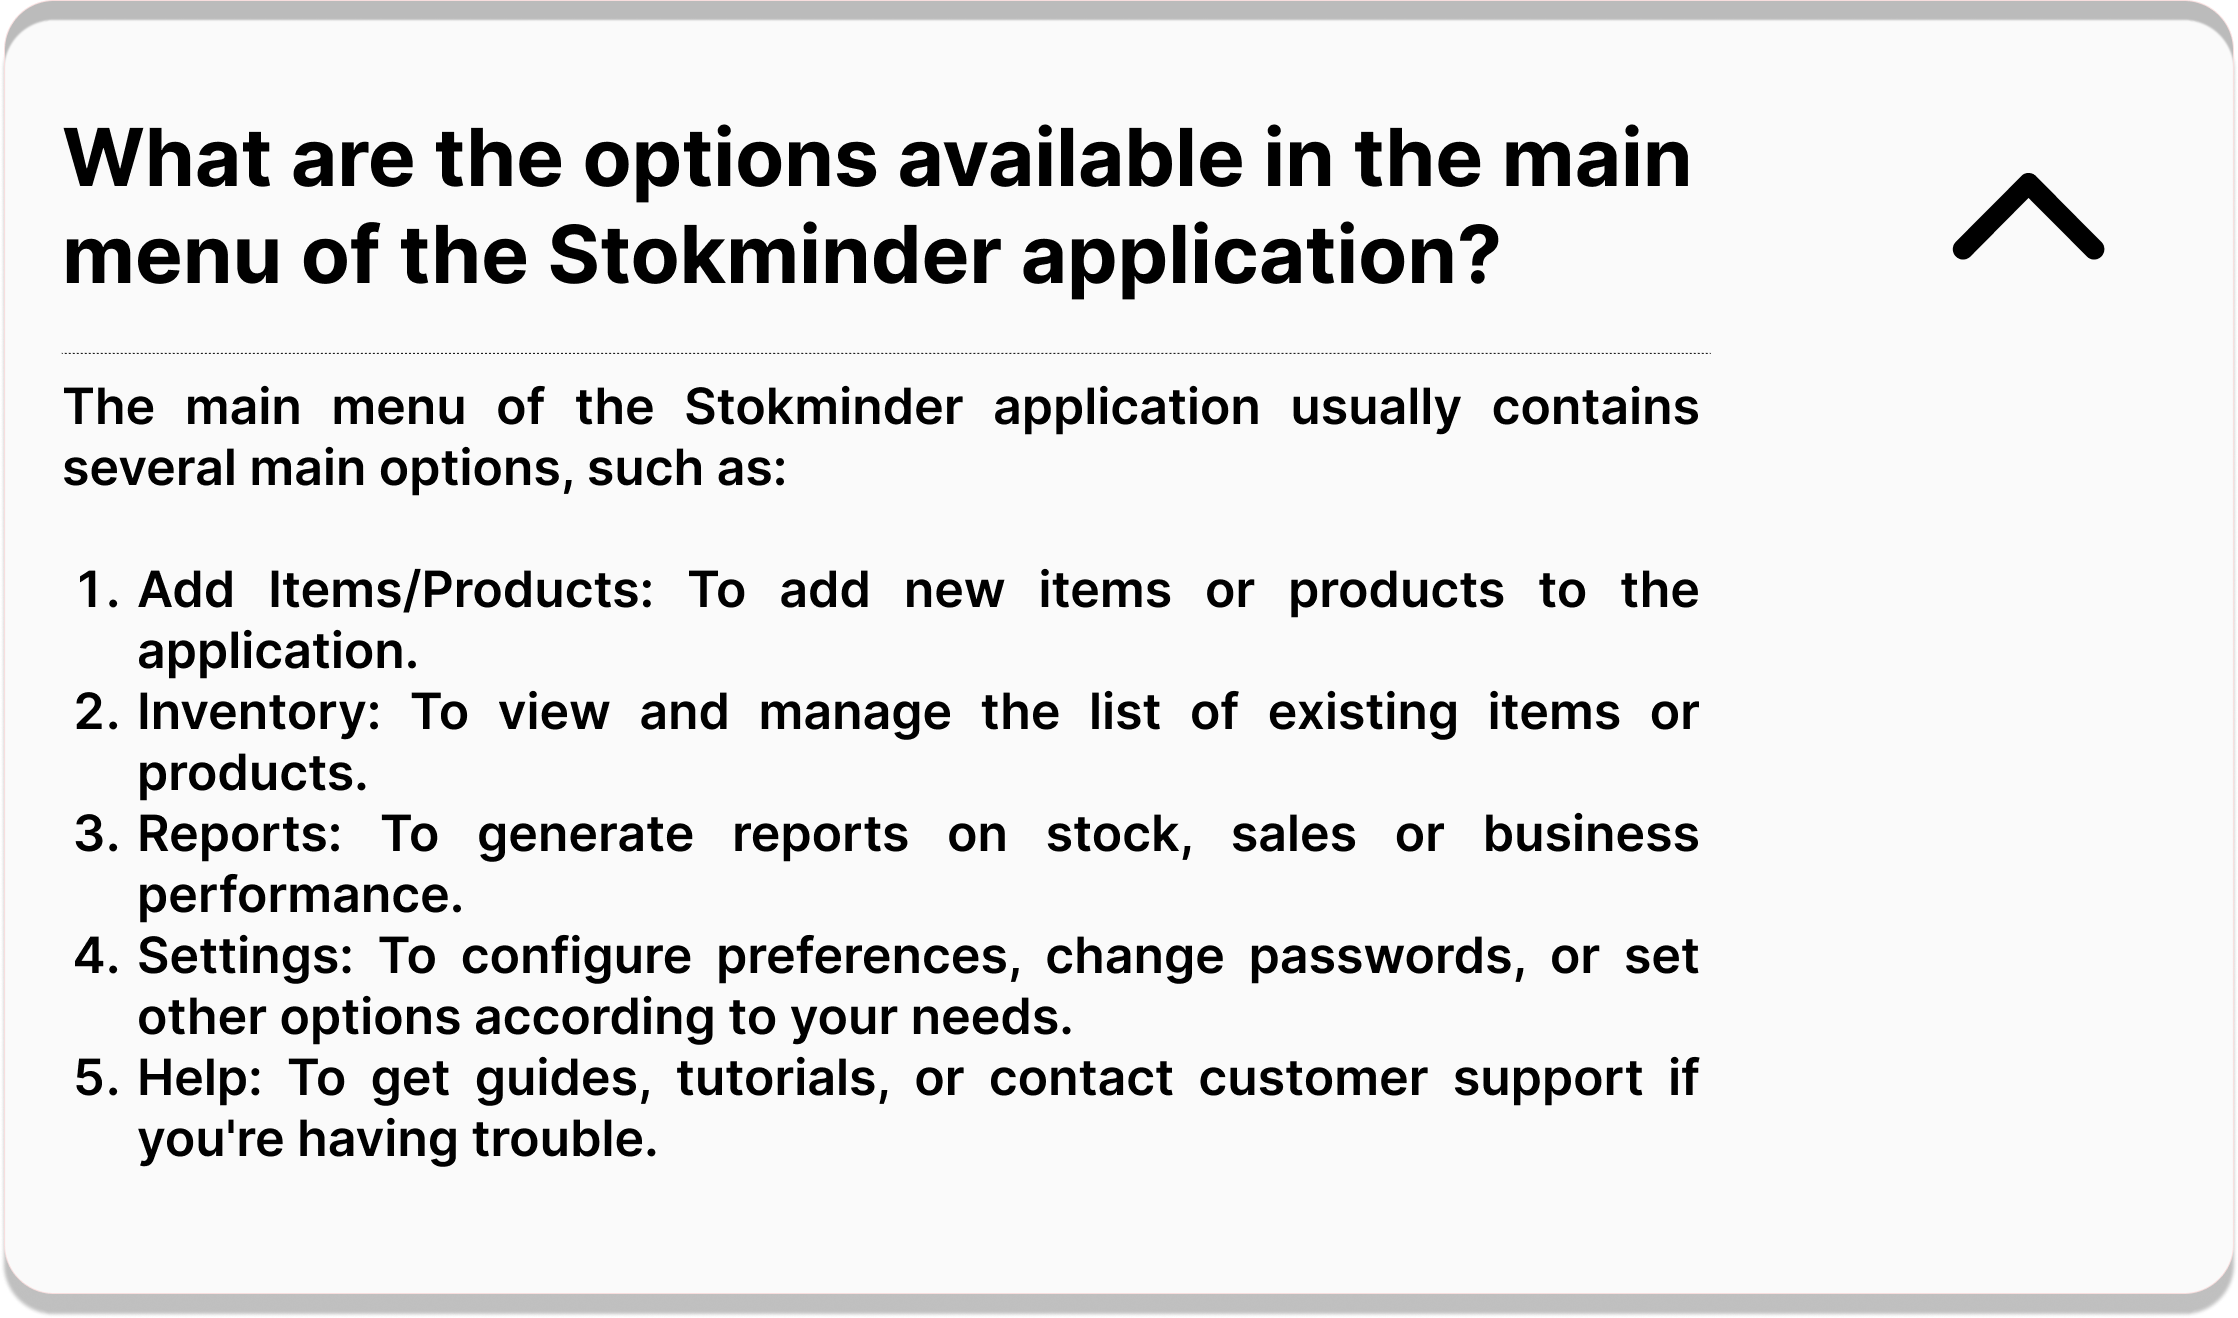 What are the options available in the main
menu of the Stokminder application?
The main menu of the Stokminder application usually contains
several main options, such as:
1. Add Items/Products: To add new items or products to the
application.
2. Inventory: To view and manage the list of existing items or
products.
3. Reports: To generate reports on stock, sales or business
performance.
4. Settings: To configure preferences, change passwords, or set
other options according to your needs.
5. Help: To get guides, tutorials, or contact customer support if
you're having trouble.